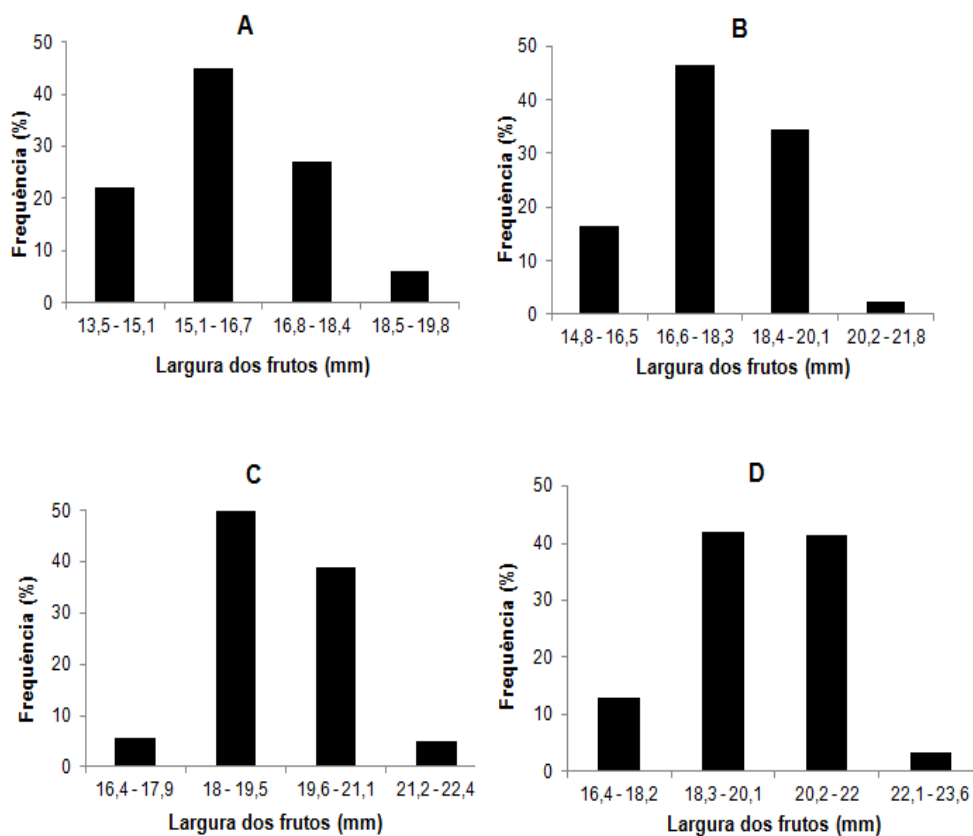 A
Frequência (%)
50
40
30
20
10
0
13,5 - 15,1 15,1 - 16,7 16,8 - 18,4 18,5 - 19,8
Largura dos frutos (mm)
B
Frequência (%)
50
40
30
20
10
0
14,8 - 16,5 16,6 - 18,3 18,4 - 20,1 20,2 - 21,8
Largura dos frutos (mm)
C
Frequência (%)
50
40
30
20
10
0
16,4 - 17,9 18 - 19,5 19,6 - 21,1 21,2 - 22,4
Largura dos frutos (mm)
D
Frequência (%)
50
40
30
20
10
0
16,4 - 18,2 18,3 - 20,1 20,2 - 22 22,1 - 23,6
Largura dos frutos (mm)